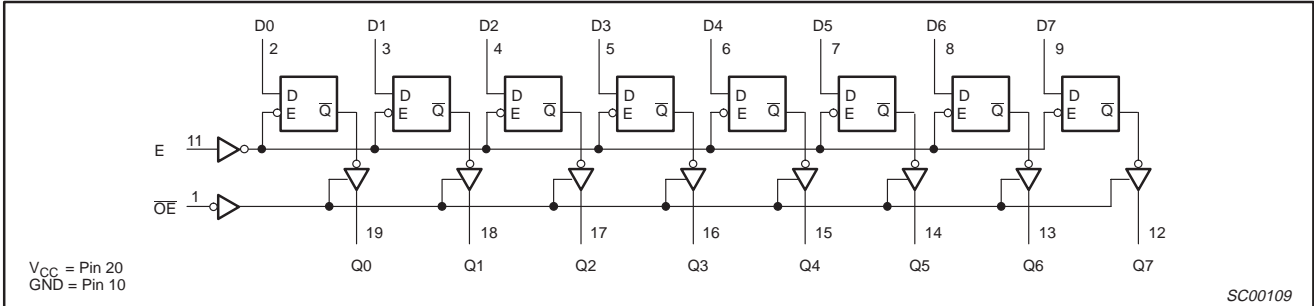 D0 D1 D2 D3 D4 D5 D6 D7
2 3 4 5 6 7 8 9
D D D D D D D D
E Q̅ E Q̅ E Q̅ E Q̅ E Q̅ E Q̅ E Q̅ E Q̅
E 11
O̅E̅ 1
19 18 17 16 15 14 13 12
Q0 Q1 Q2 Q3 Q4 Q5 Q6 Q7
VCC = Pin 20
GND = Pin 10
SC00109